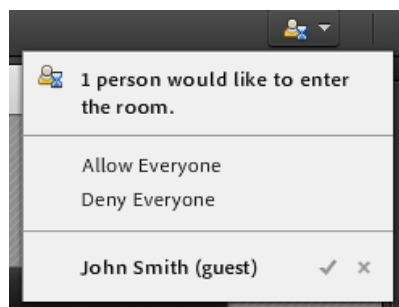 1 person would like to enter
the room.
Allow Everyone
Deny Everyone
John Smith (guest)